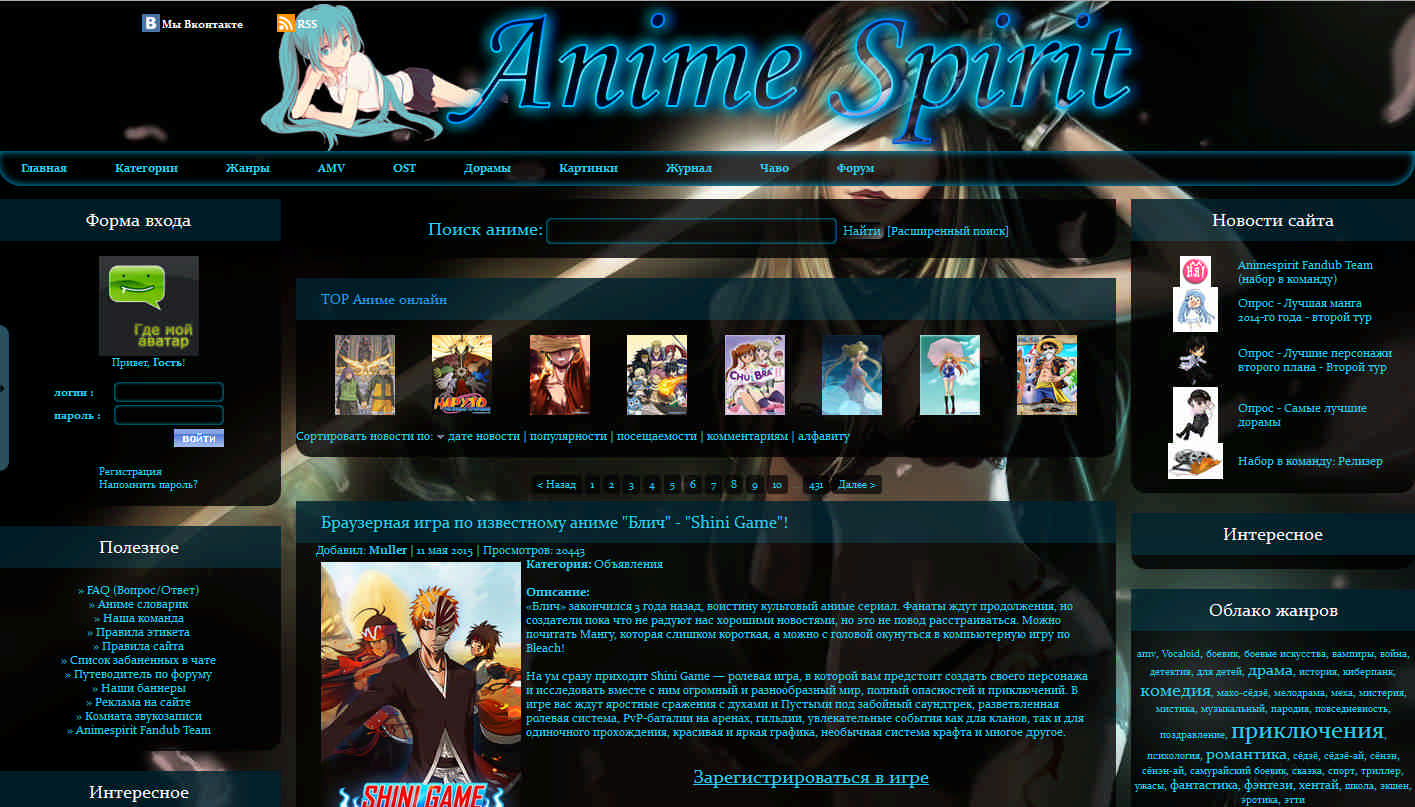 Мы Вконтакте
RSS
Anime Spirit
Главная Категории Жанры AMV OST Дорамы Картинки Журнал Чаво Форум
Форма входа
Где мой
аватар
Привет, Гость!
логин :
пароль :
войти
Регистрация
Напомнить пароль?
Полезное
» FAQ (Вопрос/Ответ)
» Аниме словарик
» Наша команда
» Правила этикета
» Правила сайта
» Список забаненных в чате
» Путеводитель по форуму
» Наши баннеры
» Реклама на сайте
» Комната звукозаписи
» Animespirit Fandub Team
Интересное
Поиск аниме: Найти [Расширенный поиск]
TOP Аниме онлайн
NARUTO
CHU-BRA!!
Сортировать новости по: дате новости | популярности | посещаемости | комментариям | алфавиту
< Назад 1 2 3 4 5 6 7 8 9 10 431 Далее >
Браузерная игра по известному аниме "Блич" - "Shini Game"!
Добавил: Muller | 11 мая 2015 | Просмотров: 20443
Категория: Объявления
Описание:
«Блич» закончился 3 года назад, воистину культовый аниме сериал. Фанаты ждут продолжения, но
создатели пока что не радуют нас хорошими новостями, но это не повод расстраиваться. Можно
почитать Мангу, которая слишком короткая, а можно с головой окунуться в компьютерную игру по
Bleach!
На ум сразу приходит Shini Game — ролевая игра, в которой вам предстоит создать своего персонажа
и исследовать вместе с ним огромный и разнообразный мир, полный опасностей и приключений. В
игре вас ждут яростные сражения с духами и Пустыми под забойный саундтрек, разветвленная
ролевая система, PvP-баталии на аренах, гильдии, увлекательные события как для кланов, так и для
одиночного прохождения, красивая и яркая графика, необычная система крафта и многое другое.
Зарегистрироваться в игре
SHINI GAME
Новости сайта
Animespirit Fandub Team
(набор в команду)
Опрос - Лучшая манга
2014-го года - второй тур
Опрос - Лучшие персонажи
второго плана - Второй тур
Опрос - Самые лучшие
дорамы
Набор в команду: Релизер
Интересное
Облако жанров
amv, Vocaloid, боевик, боевые искусства, вампиры, война,
детектив, для детей, драма, история, киберпанк,
комедия, махо-сёдзё, мелодрама, меха, мистерия,
мистика, музыкальный, пародия, повседневность,
поздравление, приключения,
психология, романтика, сёдзё, сёдзё-ай, сёнэн,
сёнэн-ай, самурайский боевик, сказка, спорт, триллер,
ужасы, фантастика, фэнтези, хентай, школа, экшен,
эротика, этти